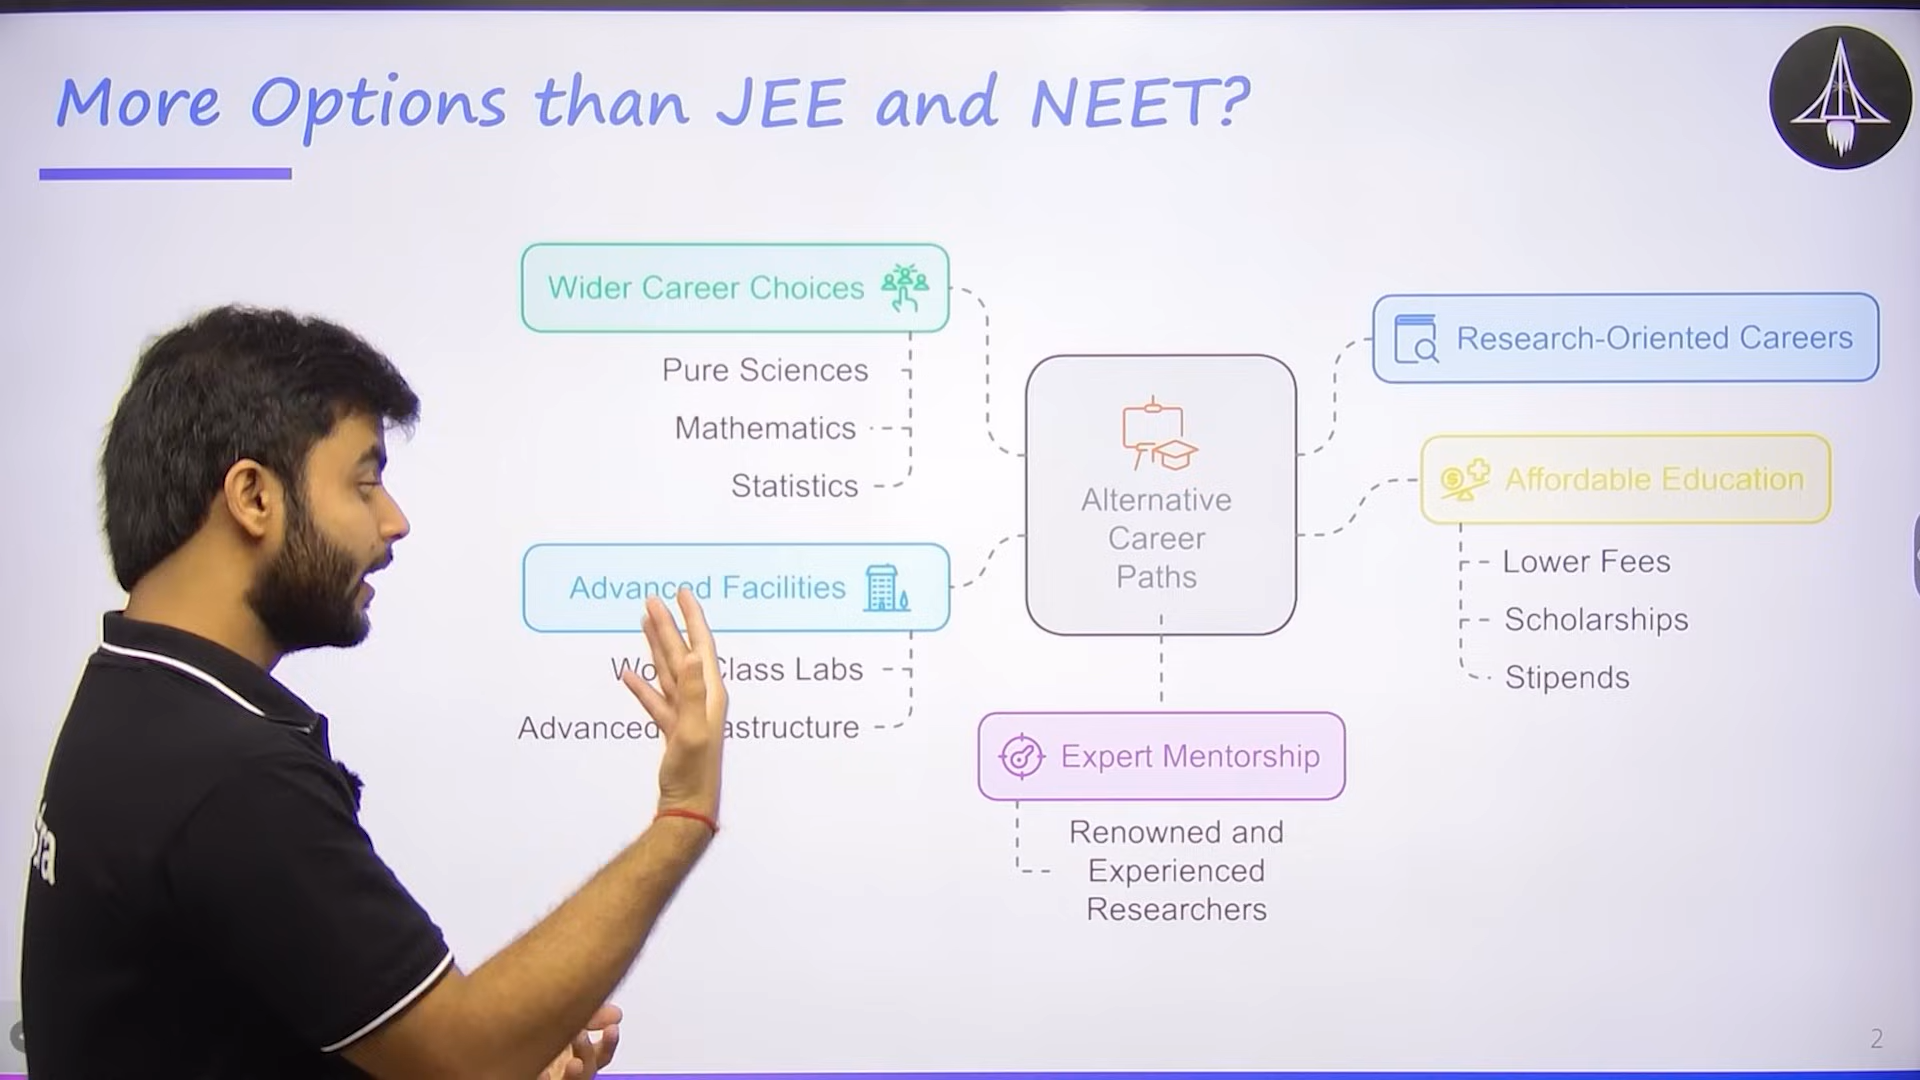 More Options than JEE and NEET?
Wider Career Choices
Pure Sciences
Mathematics
Statistics
Advanced Facilities
Class Labs
Advanced
Alternative
Career
Paths
Research-Oriented Careers
Affordable Education
Lower Fees
Scholarships
Stipends
Expert Mentorship
Renowned and
Experienced
Researchers
2